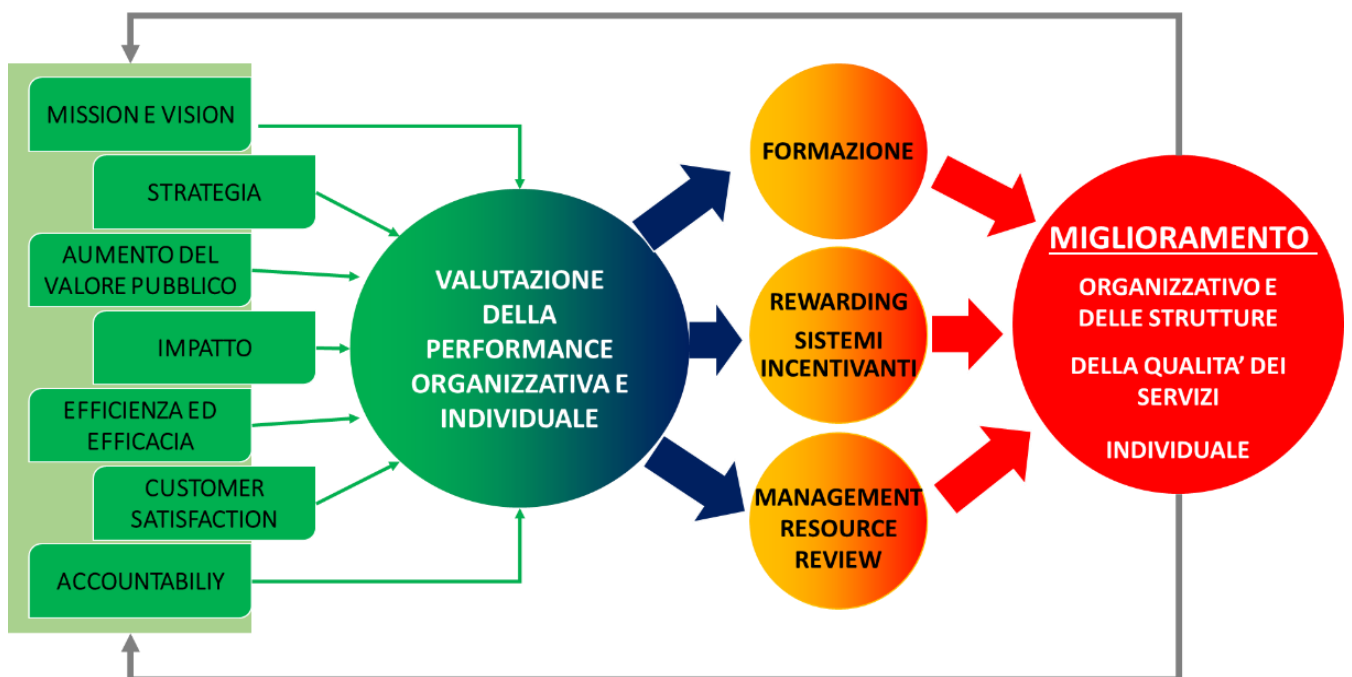 MISSION E VISION
STRATEGIA
AUMENTO DEL
VALORE PUBBLICO
IMPATTO
EFFICIENZA ED
EFFICACIA
CUSTOMER
SATISFACTION
ACCOUNTABILIY
VALUTAZIONE
DELLA
PERFORMANCE
ORGANIZZATIVA E
INDIVIDUALE
FORMAZIONE
REWARDING
SISTEMI
INCENTIVANTI
MANAGEMENT
RESOURCE
REVIEW
MIGLIORAMENTO
ORGANIZZATIVO E
DELLE STRUTTURE
DELLA QUALITA’ DEI
SERVIZI
INDIVIDUALE